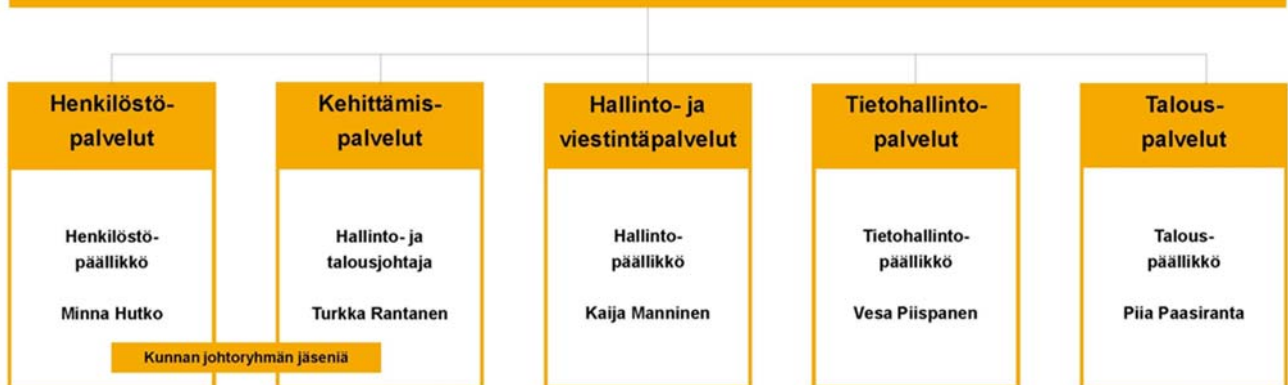 Henkilöstö-
palvelut
Henkilöstö-
päällikkö
Minna Hutko
Kehittämis-
palvelut
Hallinto- ja
talousjohtaja
Turkka Rantanen
Kunnan johtoryhmän jäseniä
Hallinto- ja
viestintäpalvelut
Hallinto-
päällikkö
Kaija Manninen
Tietohallinto-
palvelut
Tietohallinto-
päällikkö
Vesa Piispanen
Talous-
palvelut
Talous-
päällikkö
Piia Paasiranta